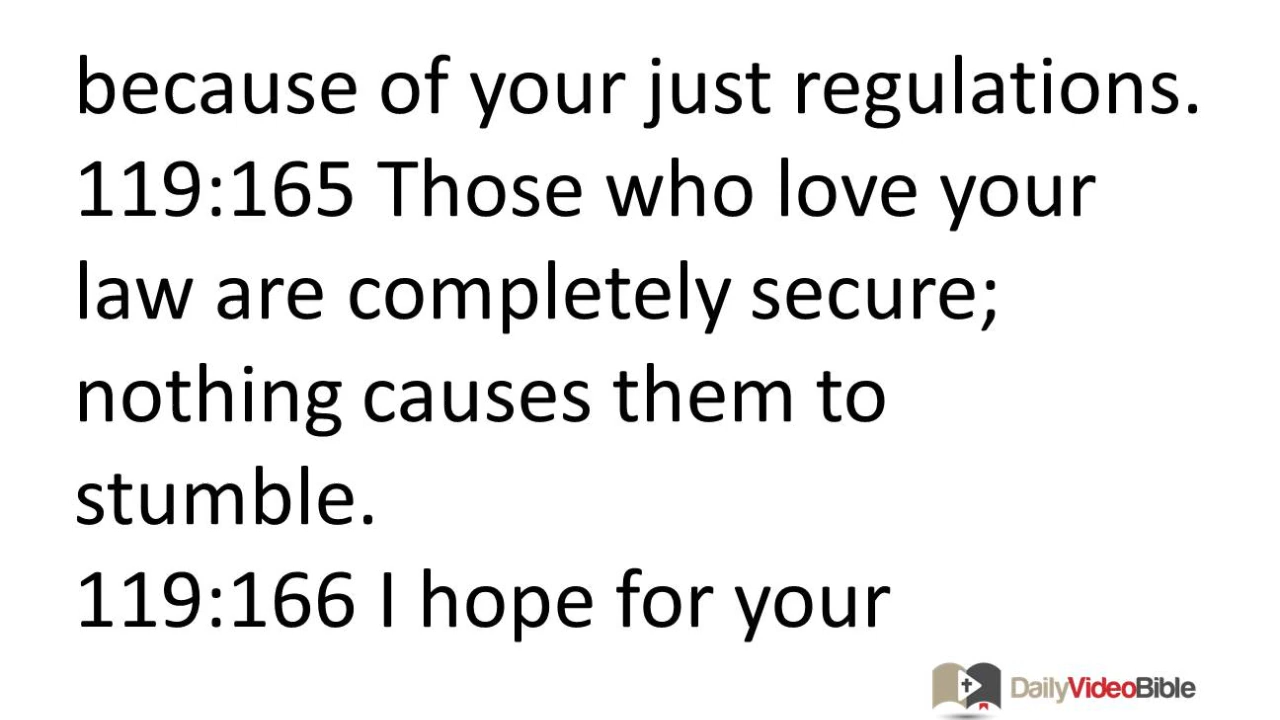 because of your just regulations.
119:165 Those who love your
law are completely secure;
nothing causes them to
stumble.
119:166 I hope for your
DailyVideoBible